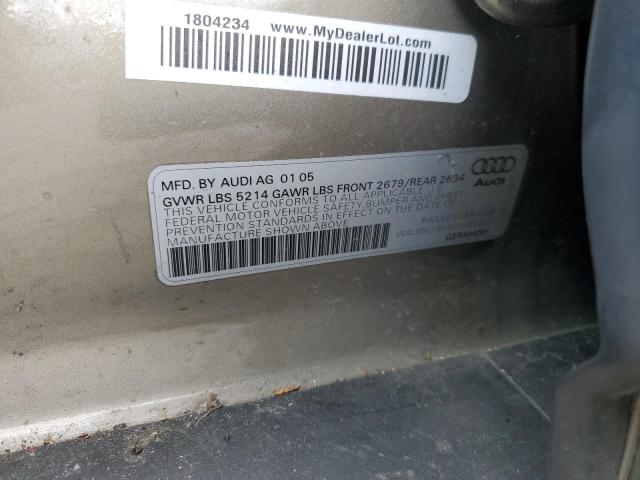 1804234
www.MyDealerLot.com
MFD. BY AUDI AG 01 05
GVWR LBS 5214 GAWR LBS FRONT 2679/REAR 2634
THIS VEHICLE CONFORMS TO ALL APPLICABLE U.S.
FEDERAL MOTOR VEHICLE SAFETY,BUMPER AND THEFT
PREVENTION STANDARDS IN EFFECT ON THE DATE OF
MANUFACTURE SHOWN ABOVE
Audi
PASSENGER CAR
GERMANY